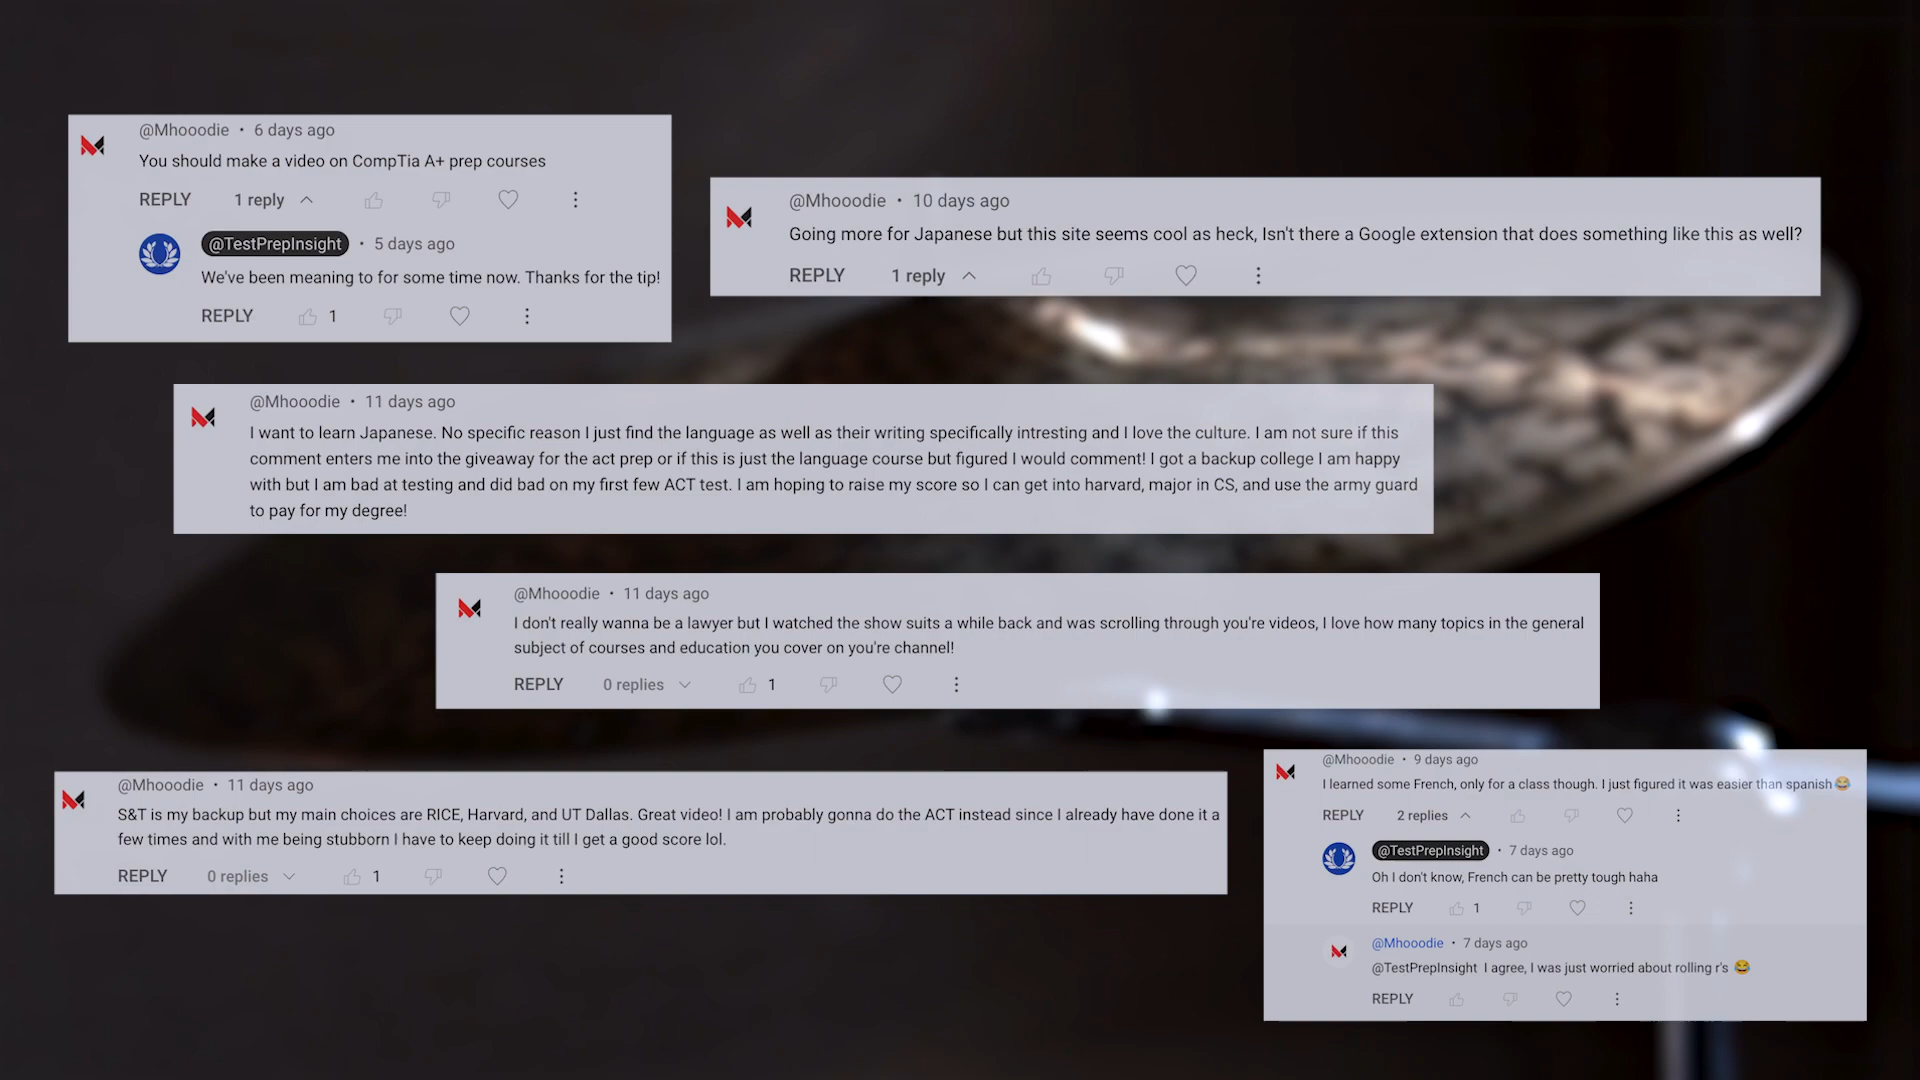 @Mhooodie • 6 days ago
You should make a video on CompTia A+ prep courses
REPLY 1 reply
@TestPrepInsight • 5 days ago
We've been meaning to for some time now. Thanks for the tip!
REPLY 1
@Mhooodie • 10 days ago
Going more for Japanese but this site seems cool as heck, Isn't there a Google extension that does something like this as well?
REPLY 1 reply
@Mhooodie • 11 days ago
I want to learn Japanese. No specific reason I just find the language as well as their writing specifically intresting and I love the culture. I am not sure if this
comment enters me into the giveaway for the act prep or if this is just the language course but figured I would comment! I got a backup college I am happy
with but I am bad at testing and did bad on my first few ACT test. I am hoping to raise my score so I can get into harvard, major in CS, and use the army guard
to pay for my degree!
@Mhooodie • 11 days ago
I don't really wanna be a lawyer but I watched the show suits a while back and was scrolling through you're videos, I love how many topics in the general
subject of courses and education you cover on you're channel!
REPLY 0 replies 1
@Mhooodie • 11 days ago
S&T is my backup but my main choices are RICE, Harvard, and UT Dallas. Great video! I am probably gonna do the ACT instead since I already have done it a
few times and with me being stubborn I have to keep doing it till I get a good score lol.
REPLY 0 replies 1
@Mhooodie • 9 days ago
I learned some French, only for a class though. I just figured it was easier than spanish😂
REPLY 2 replies
@TestPrepInsight • 7 days ago
Oh I don't know, French can be pretty tough haha
REPLY 1
@Mhooodie • 7 days ago
@TestPrepInsight I agree, I was just worried about rolling r's 😂
REPLY